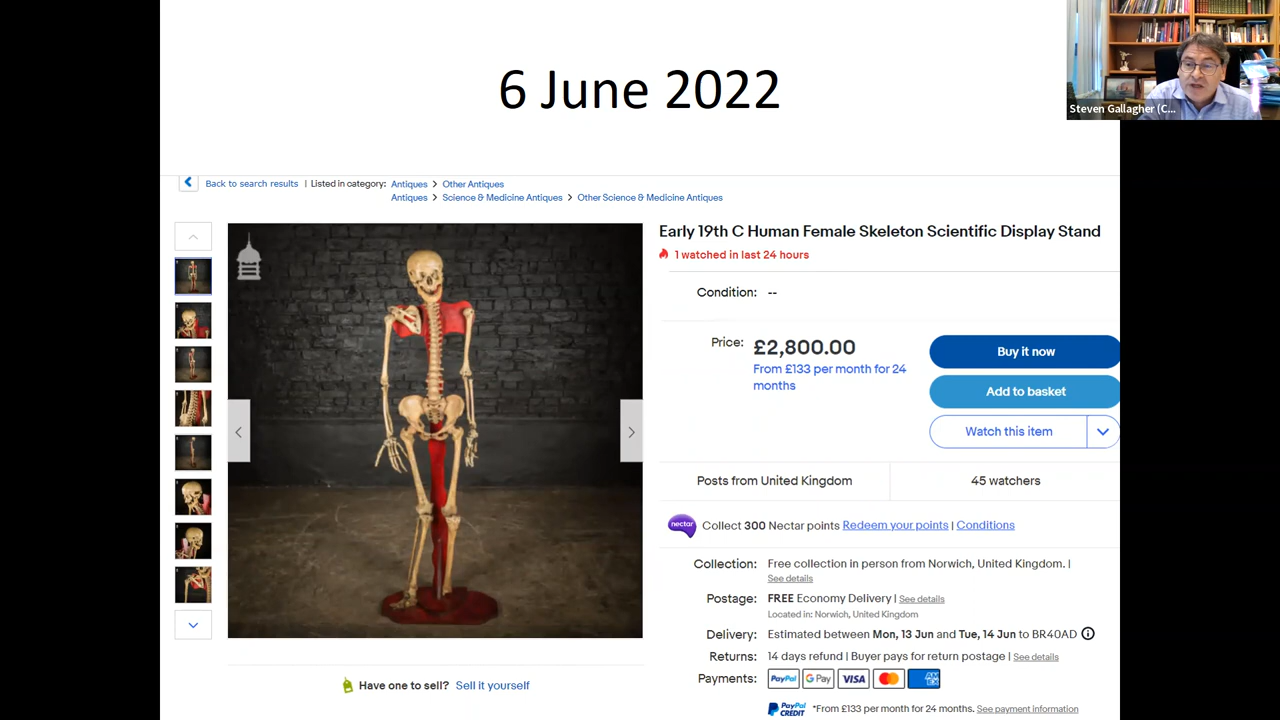 6 June 2022
Steven Gallagher (C...
Back to search results | Listed in category: Antiques > Other Antiques
Antiques > Science & Medicine Antiques > Other Science & Medicine Antiques
Early 19th C Human Female Skeleton Scientific Display Stand
1 watched in last 24 hours
Condition: --
Price: £2,800.00
From £133 per month for 24
months
Buy it now
Add to basket
Watch this item
Posts from United Kingdom
45 watchers
nectar Collect 300 Nectar points Redeem your points | Conditions
Collection: Free collection in person from Norwich, United Kingdom. |
See details
Postage: FREE Economy Delivery | See details
Located in: Norwich, United Kingdom
Delivery: Estimated between Mon, 13 Jun and Tue, 14 Jun to BR40AD
Returns: 14 days refund | Buyer pays for return postage | See details
Payments: PayPal G Pay VISA AMEX
PayPal CREDIT *From £133 per month for 24 months. See payment information
Have one to sell? Sell it yourself